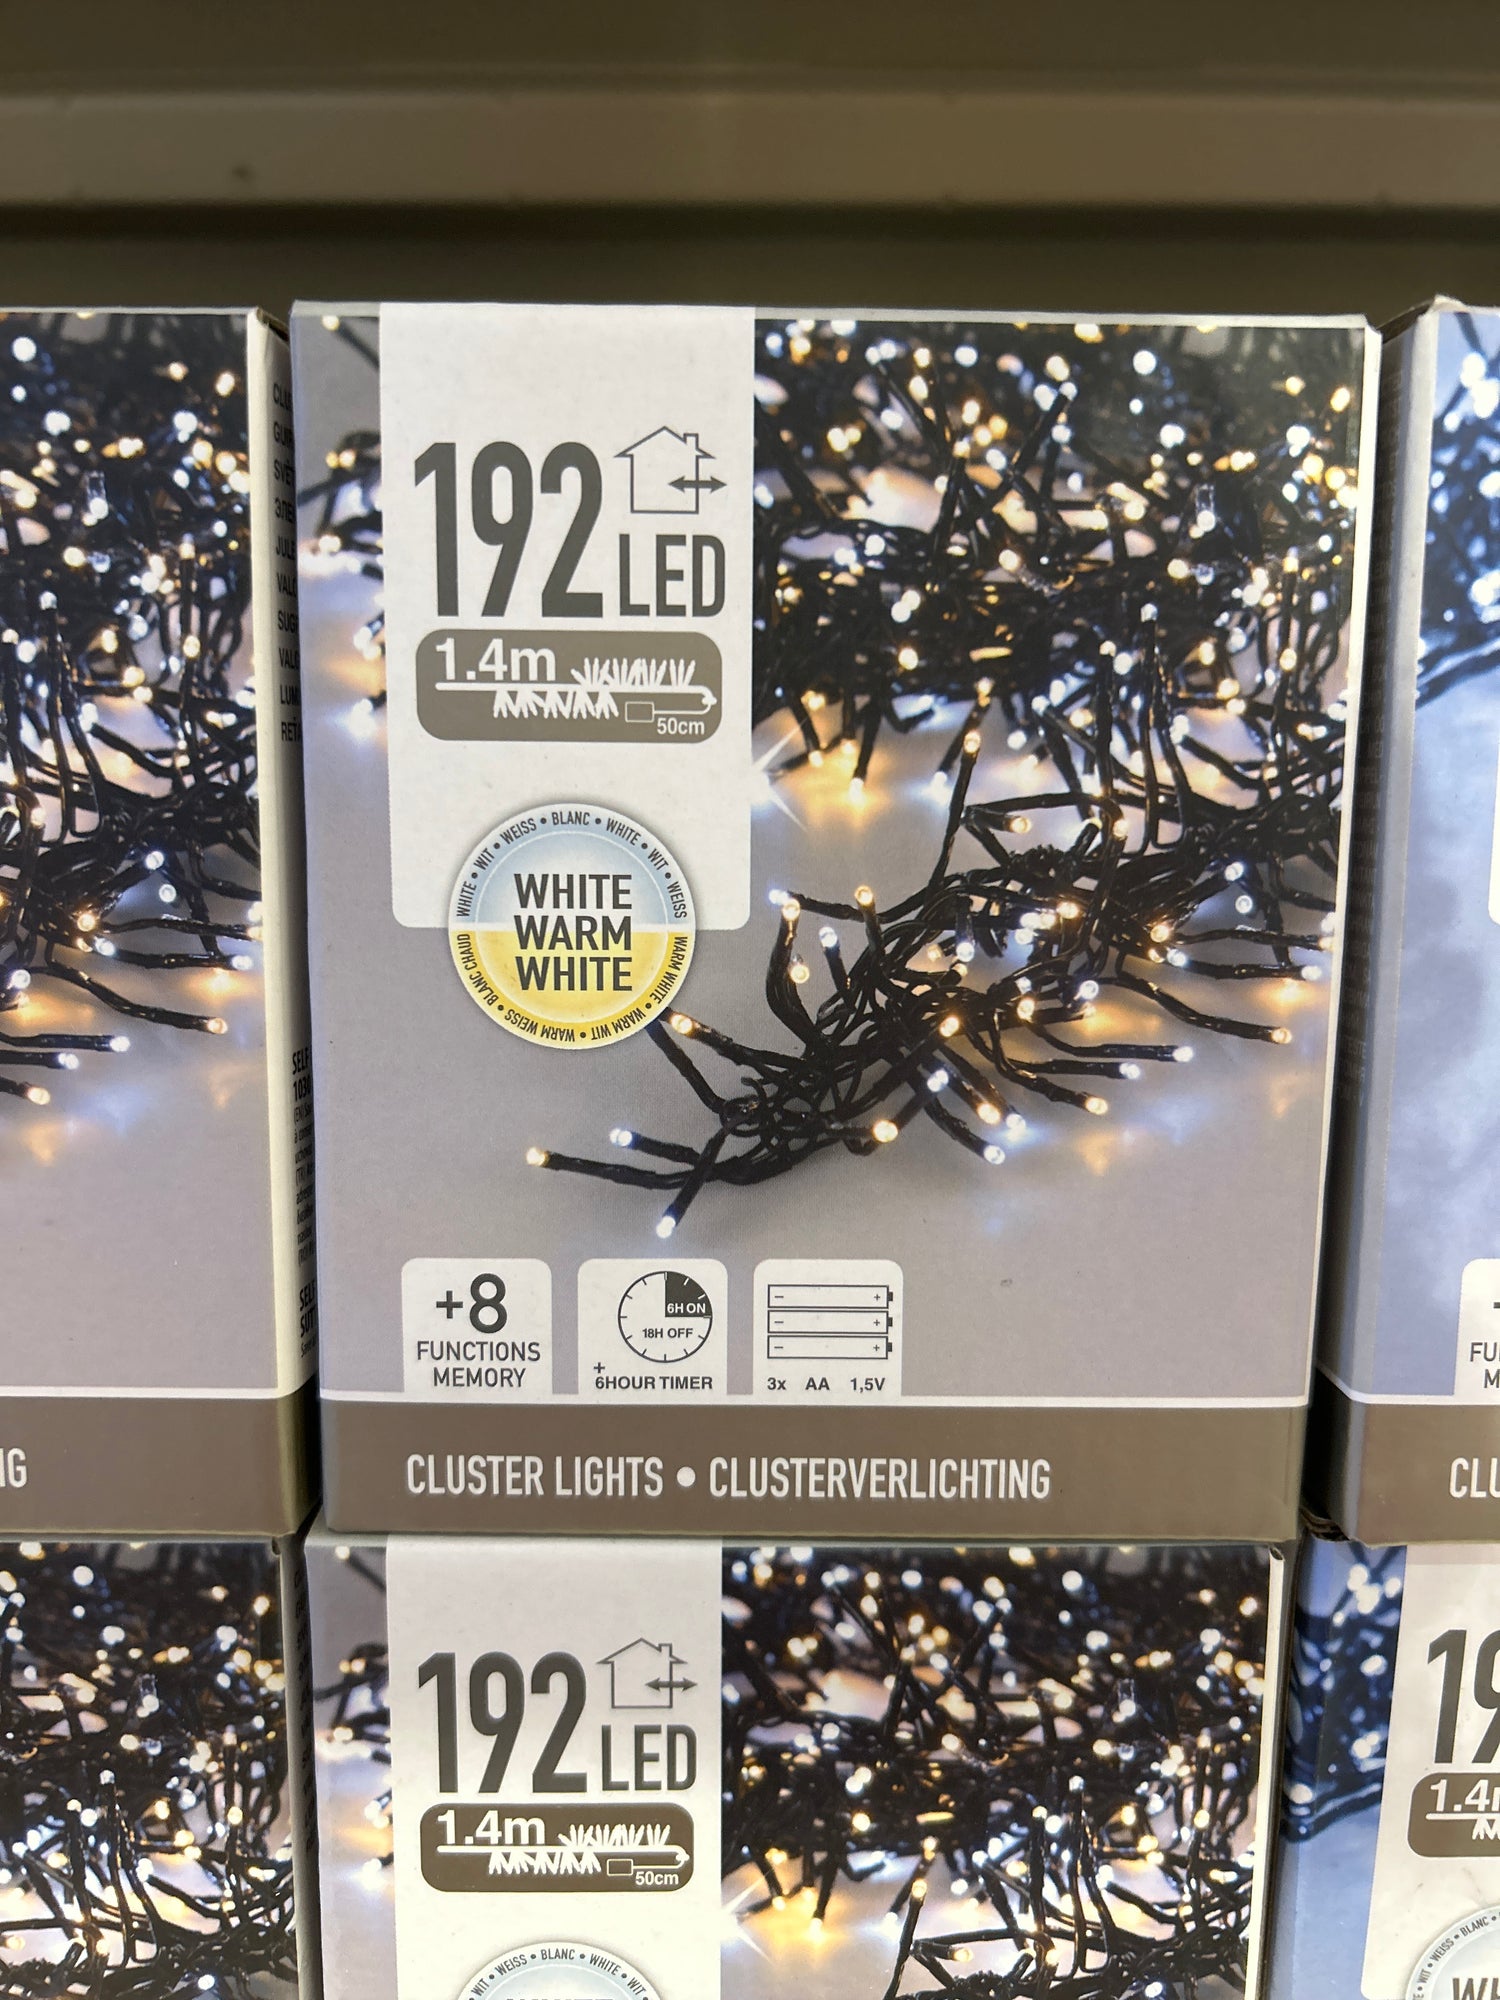 192
LED
1.4m
50cm
WHITE • WIT • WEISS • BLANC • WHITE • WIT • WEISS
WHITE
WARM
WHITE
WARM WHITE • WARM WIT • WARM WEISS • BLANC CHAUD
+8
FUNCTIONS
MEMORY
6H ON
18H OFF
+
6HOUR TIMER
3x AA 1,5V
CLUSTER LIGHTS • CLUSTERVERLICHTING
192
LED
1.4m
50cm
WIT • WEISS • BLANC • WHITE • WIT